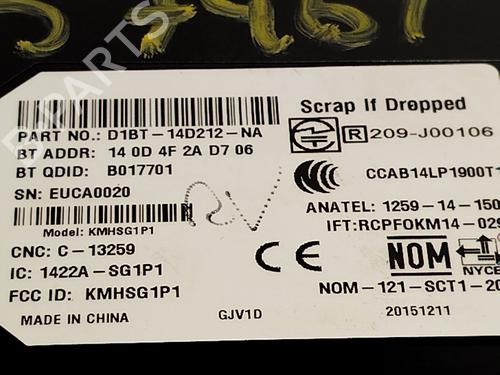 Scrap If Dropped
PART NO.: D1BT-14D212-NA
BT ADDR: 14 0D 4F 2A D7 06
BT QDID: B017701
SN: EUCA0020
R 209-J00106
CCAB14LP1900T1
Model: KMHSG1P1
ANATEL: 1259-14-150
IFT:RCPFOKM14-029
CNC: C-13259
IC: 1422A-SG1P1
FCC ID: KMHSG1P1
CE
NOM
NYCE
NOM-121-SCT1-20
MADE IN CHINA
GJV1D
20151211
RV
B-PARTS